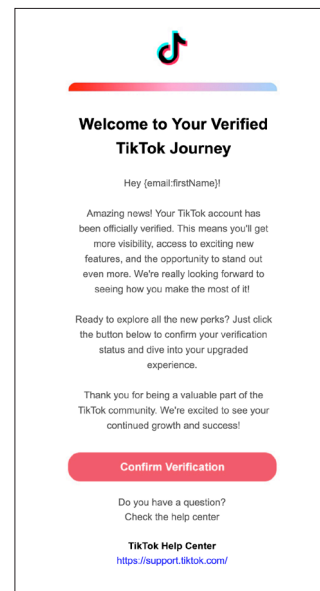 Welcome to Your Verified
TikTok Journey
Hey {email:firstName}!
Amazing news! Your TikTok account has
been officially verified. This means you'll get
more visibility, access to exciting new
features, and the opportunity to stand out
even more. We're really looking forward to
seeing how you make the most of it!
Ready to explore all the new perks? Just click
the button below to confirm your verification
status and dive into your upgraded
experience.
Thank you for being a valuable part of the
TikTok community. We're excited to see your
continued growth and success!
Confirm Verification
Do you have a question?
Check the help center
TikTok Help Center
https://support.tiktok.com/